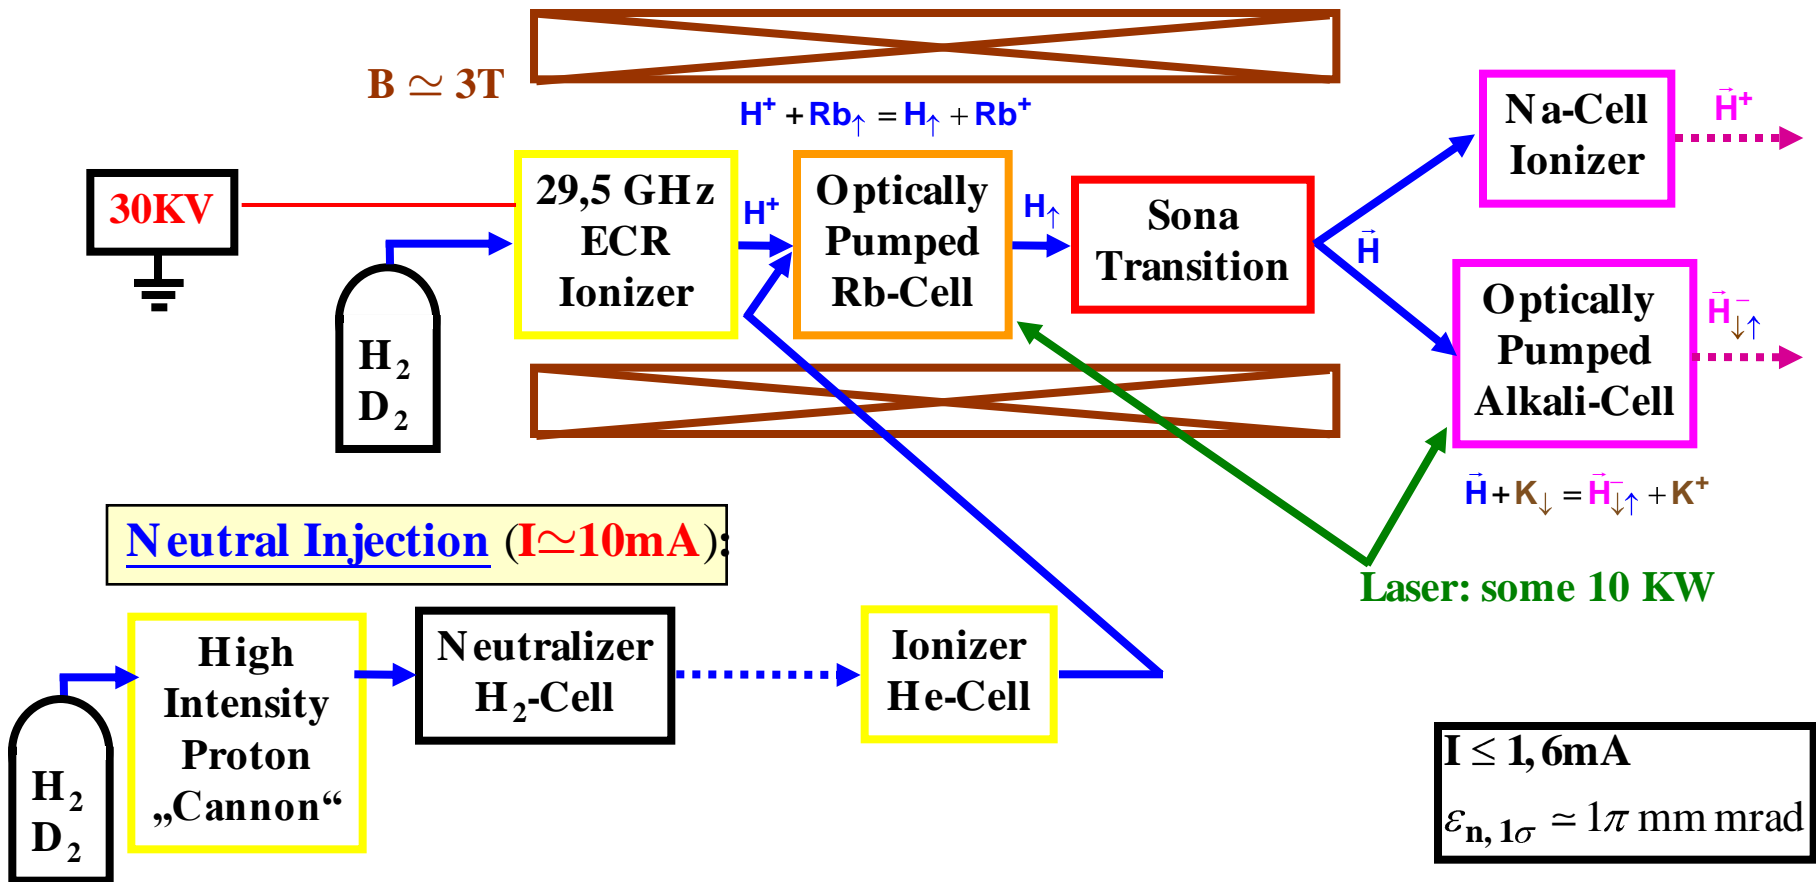 B ≃ 3T
H⁺ + Rb↑ = H↑ + Rb⁺
30KV
29,5 GHz
ECR
Ionizer
H⁺
Optically
Pumped
Rb-Cell
H↑
Sona
Transition
H⃗
Na-Cell
Ionizer
H⃗⁺
Optically
Pumped
Alkali-Cell
H⃗⁻↓↑
H⃗ + K↓ = H⃗⁻↓↑ + K⁺
H₂
D₂
Laser: some 10 KW
Neutral Injection (I≃10mA):
H₂
D₂
High
Intensity
Proton
„Cannon“
Neutralizer
H₂-Cell
Ionizer
He-Cell
I ≤ 1,6mA
εn, 1σ ≃ 1π mm mrad